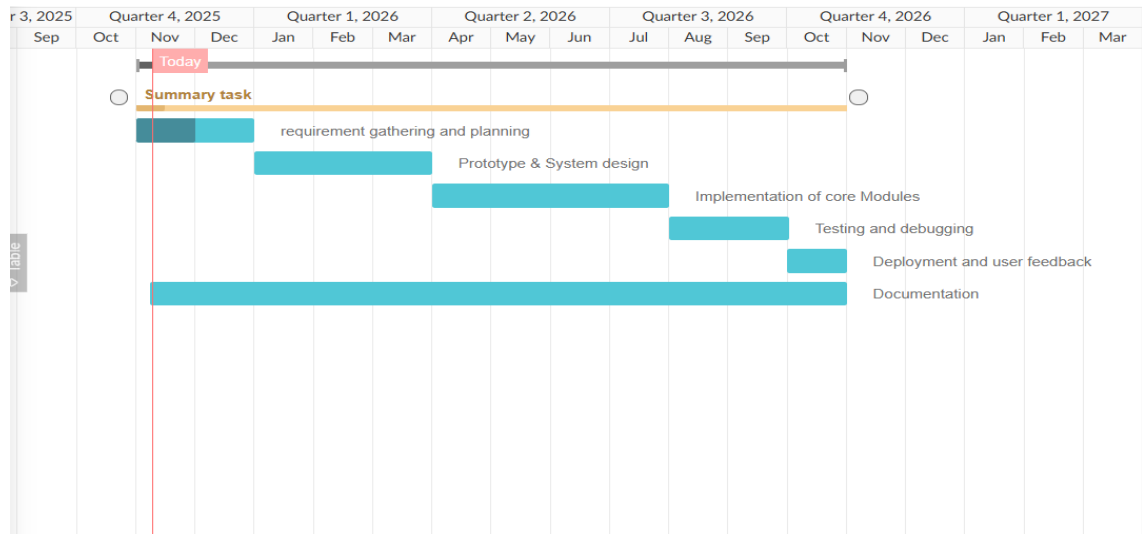 r 3, 2025 Quarter 4, 2025 Quarter 1, 2026 Quarter 2, 2026 Quarter 3, 2026 Quarter 4, 2026 Quarter 1, 2027
Sep Oct Nov Dec Jan Feb Mar Apr May Jun Jul Aug Sep Oct Nov Dec Jan Feb Mar
Today
Summary task
requirement gathering and planning
Prototype & System design
Implementation of core Modules
Testing and debugging
Table
Deployment and user feedback
Documentation